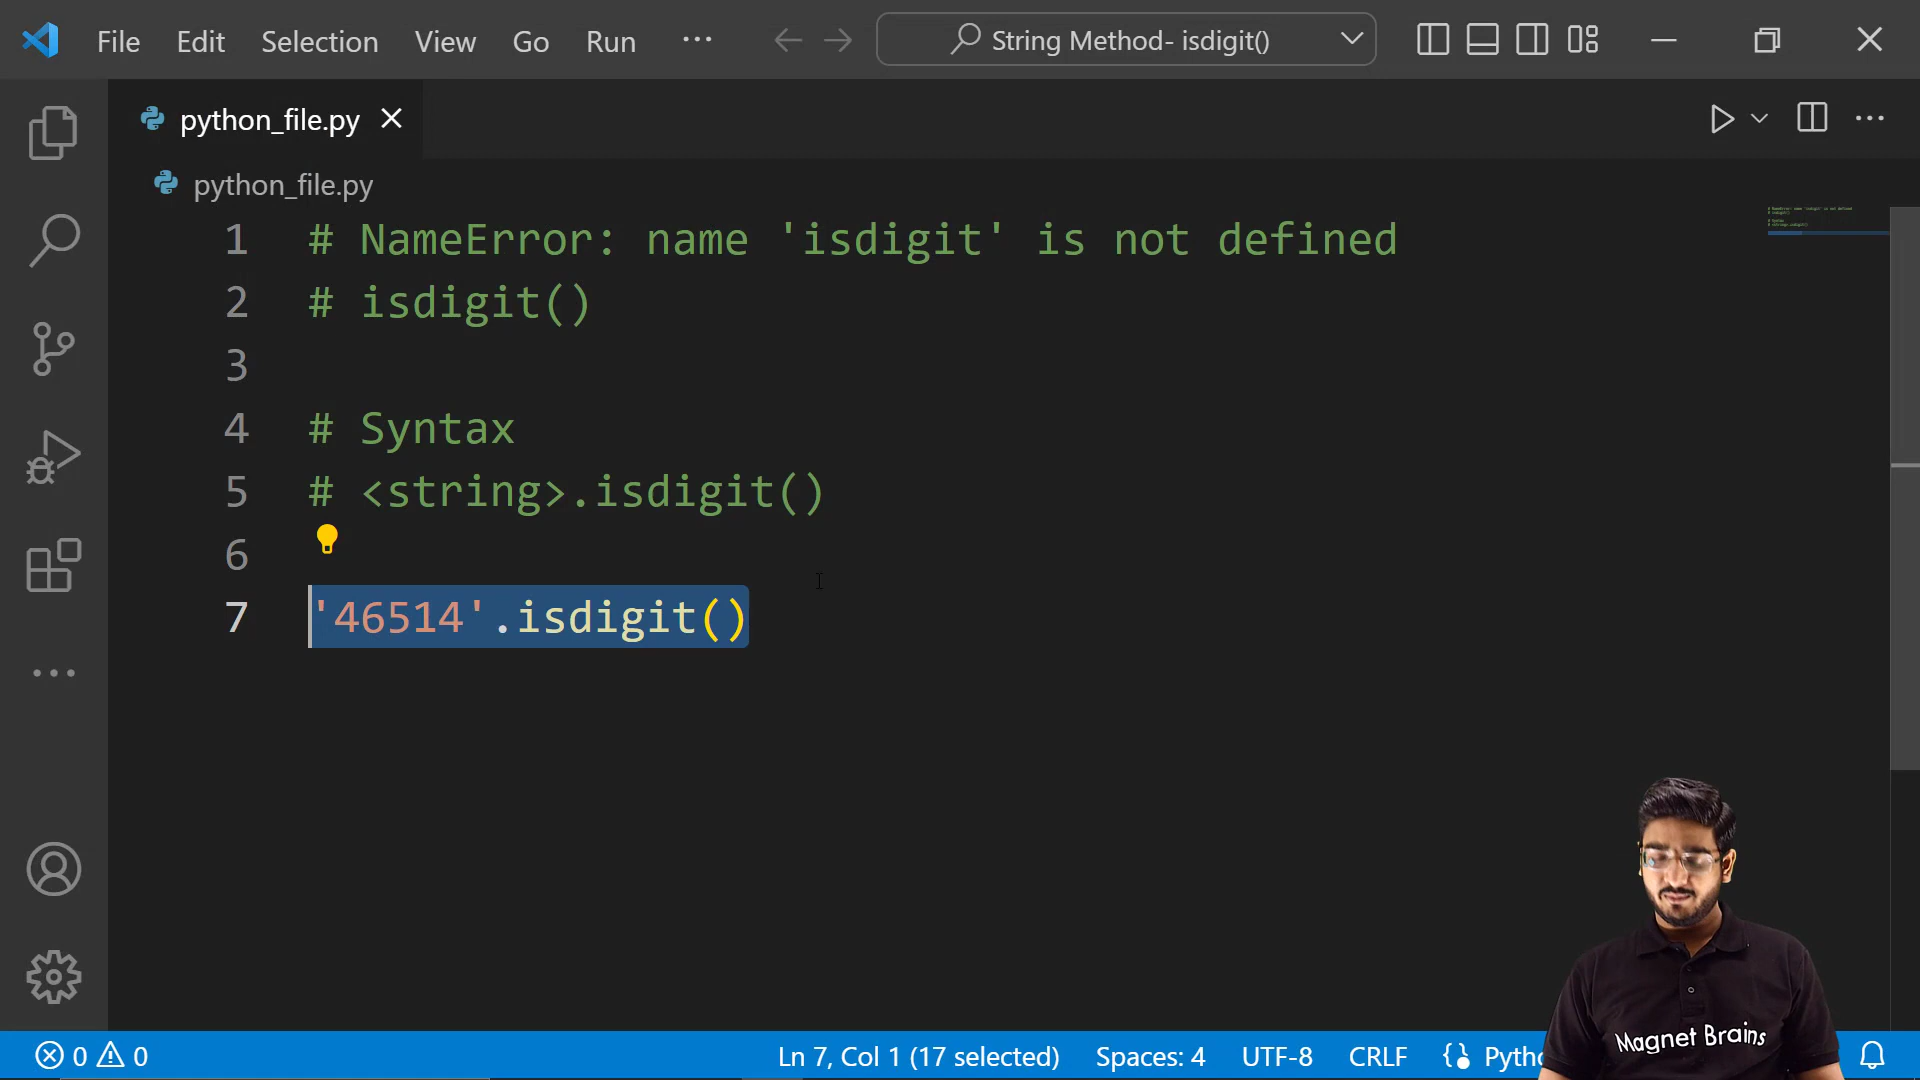 File Edit Selection View Go Run ··· String Method- isdigit()
python_file.py
python_file.py
1 # NameError: name 'isdigit' is not defined
2 # isdigit()
3
4 # Syntax
5 # <string>.isdigit()
6
7 '46514'.isdigit()
Magnet Brains
0 0 Ln 7, Col 1 (17 selected) Spaces: 4 UTF-8 CRLF {}